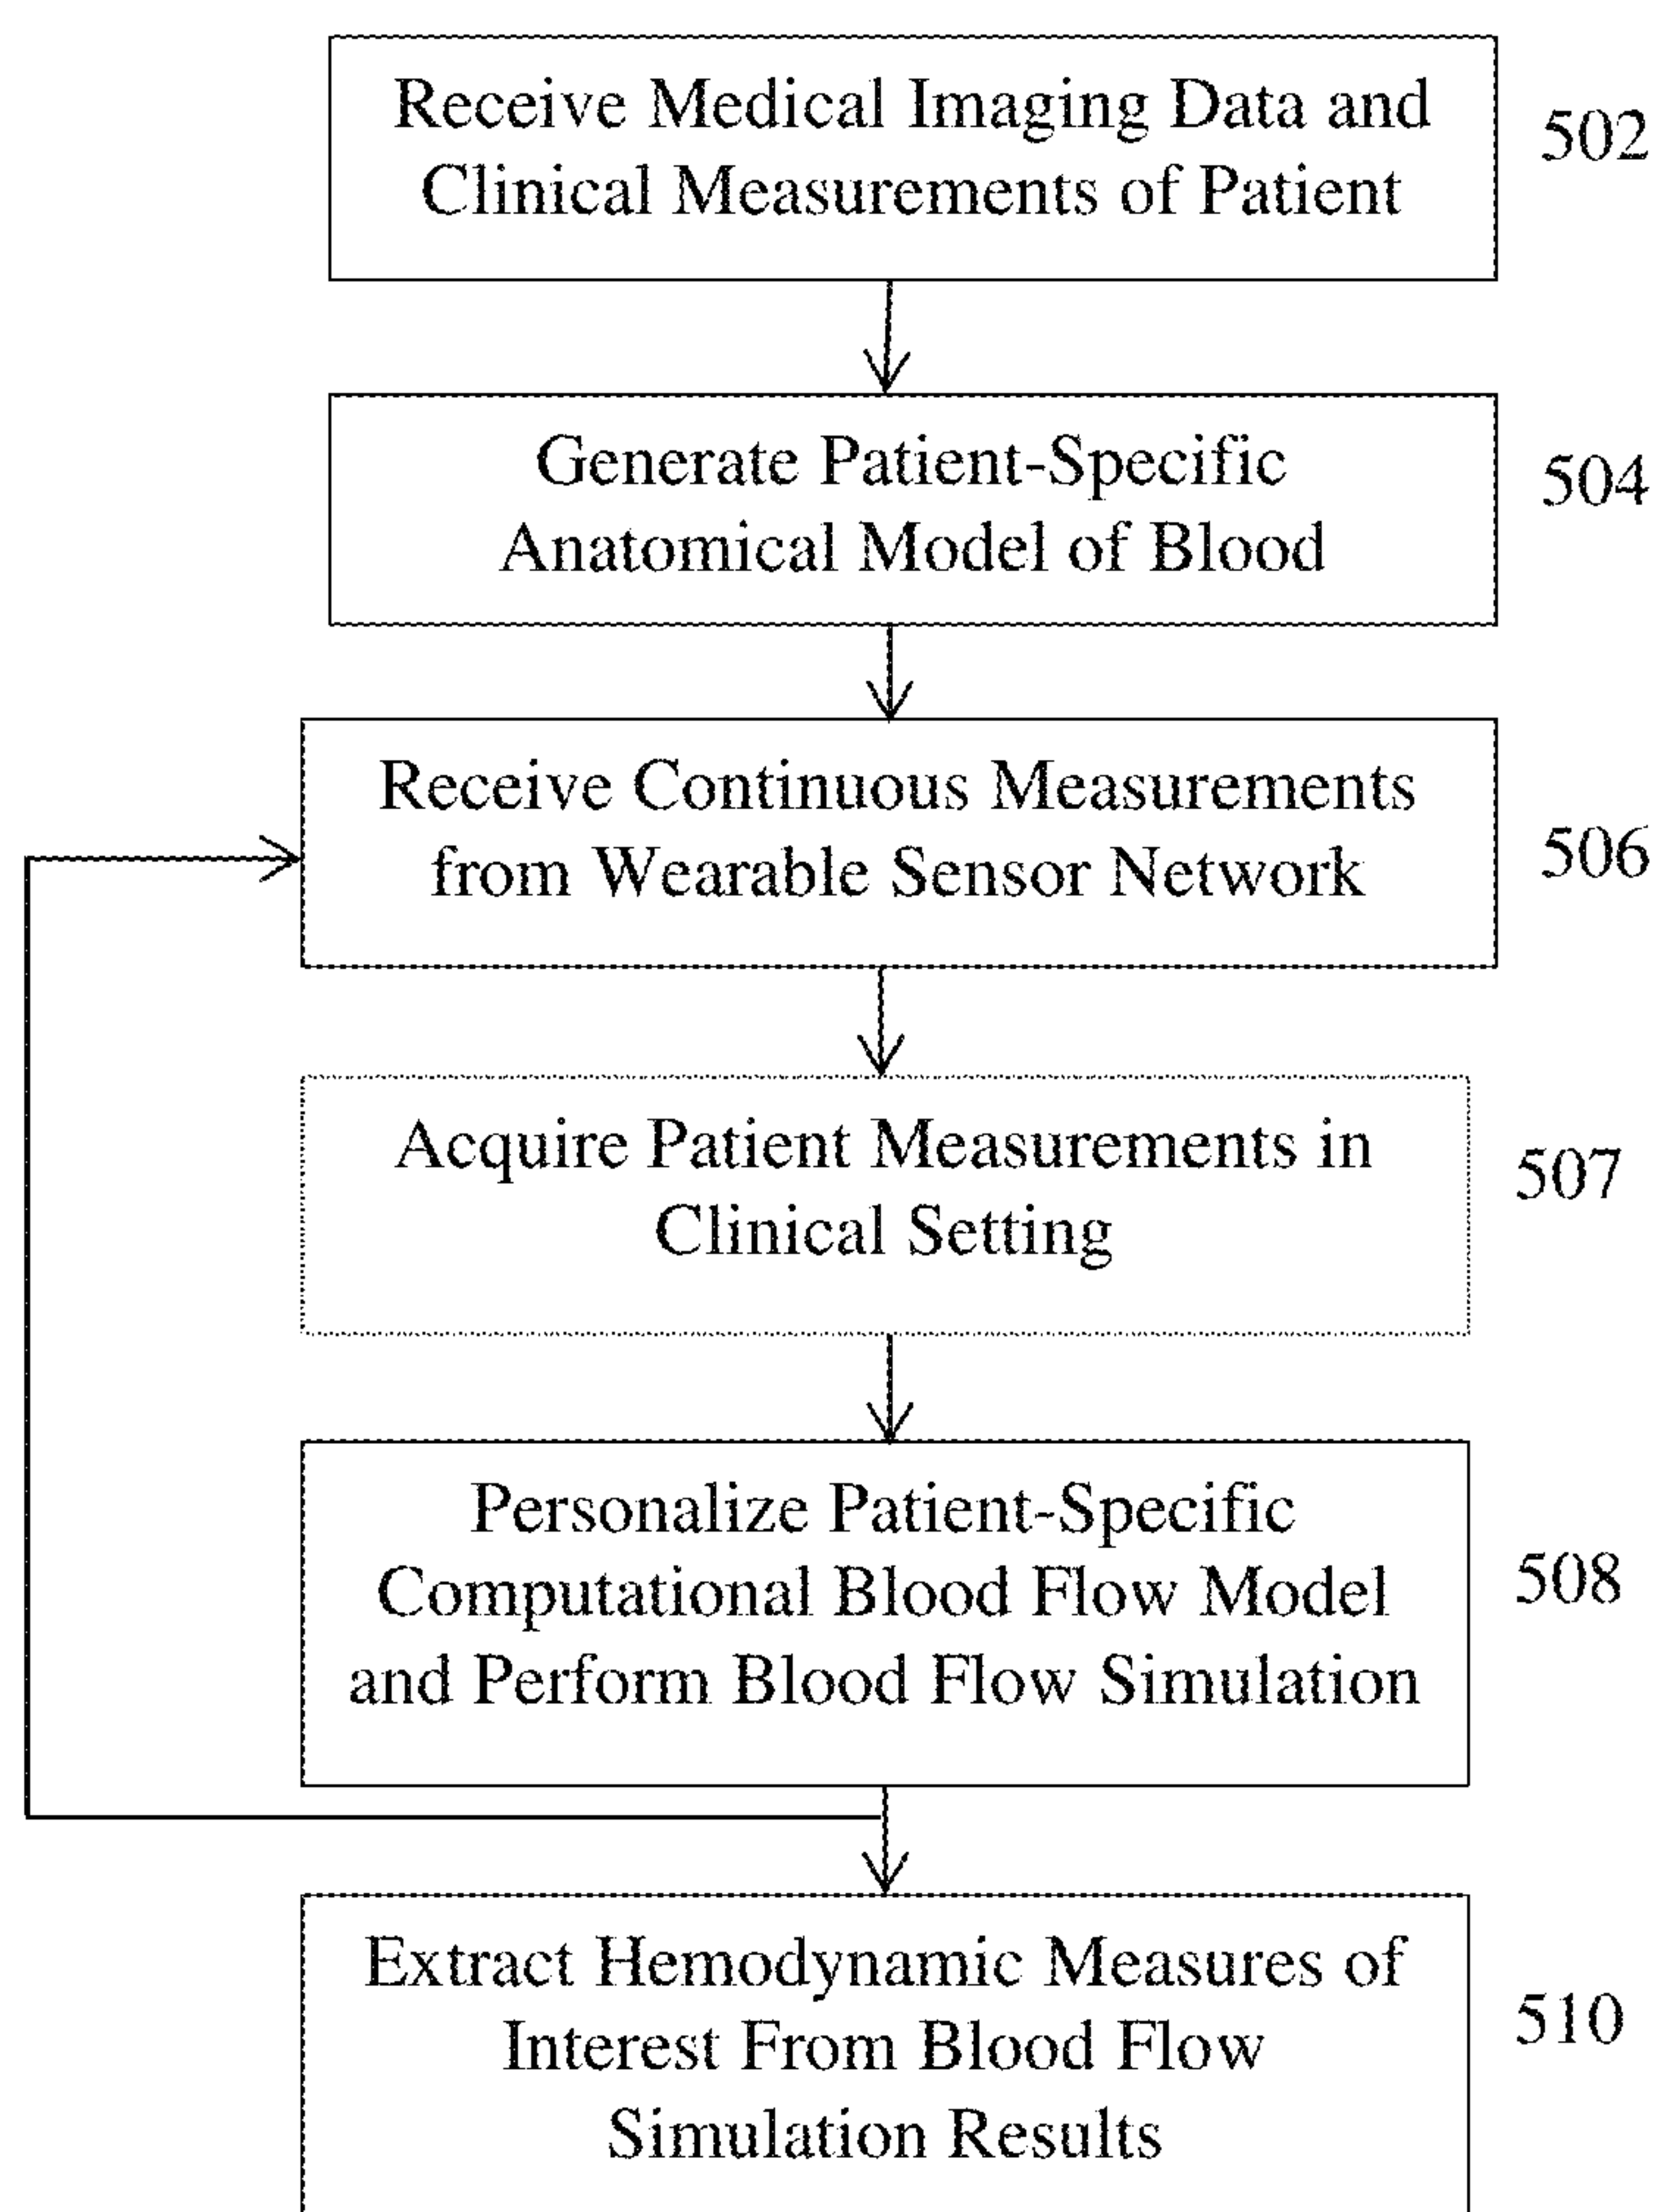 Receive Medical Imaging Data and
Clinical Measurements of Patient
502
Generate Patient-Specific
Anatomical Model of Blood
504
Receive Continuous Measurements
from Wearable Sensor Network
506
Acquire Patient Measurements in
Clinical Setting
507
Personalize Patient-Specific
Computational Blood Flow Model
and Perform Blood Flow Simulation
508
Extract Hemodynamic Measures of
Interest From Blood Flow
Simulation Results
510